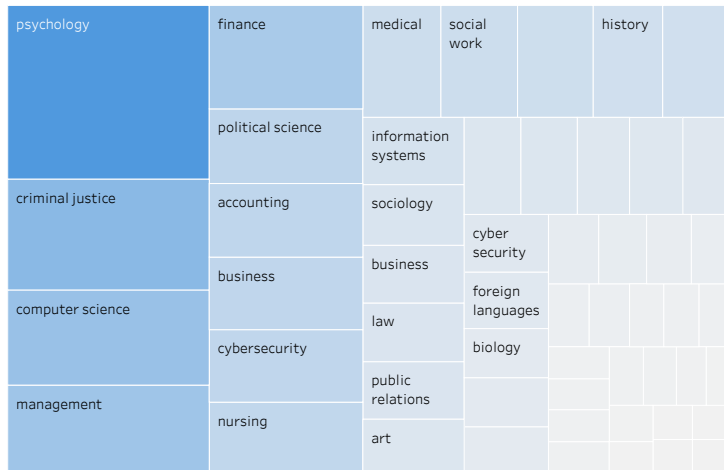 psychology
criminal justice
computer science
management
finance
political science
accounting
business
cybersecurity
nursing
medical
social
work
history
information
systems
sociology
business
law
public
relations
art
cyber
security
foreign
languages
biology